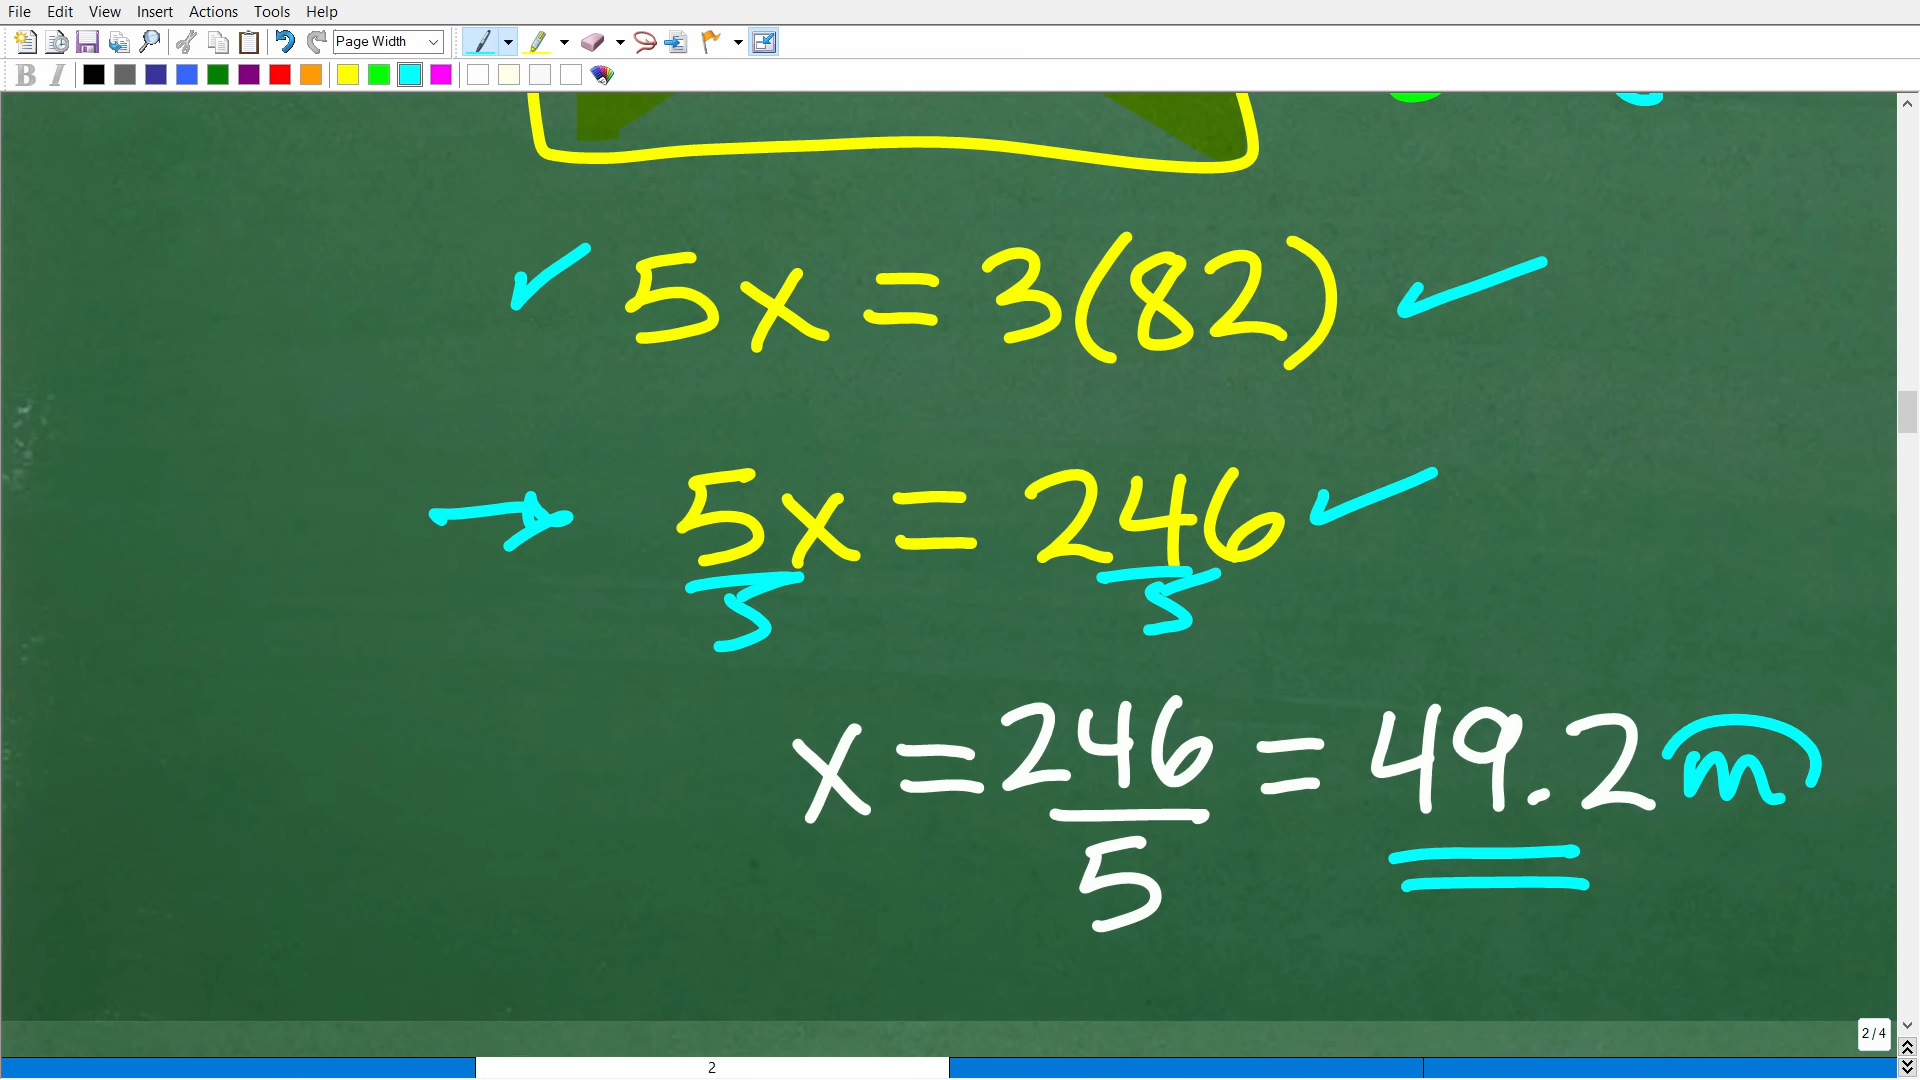 File Edit View Insert Actions Tools Help
Page Width
B I
5x = 3(82)
5x = 246
5 5
x = 246/5 = 49.2 m
2 / 4
2